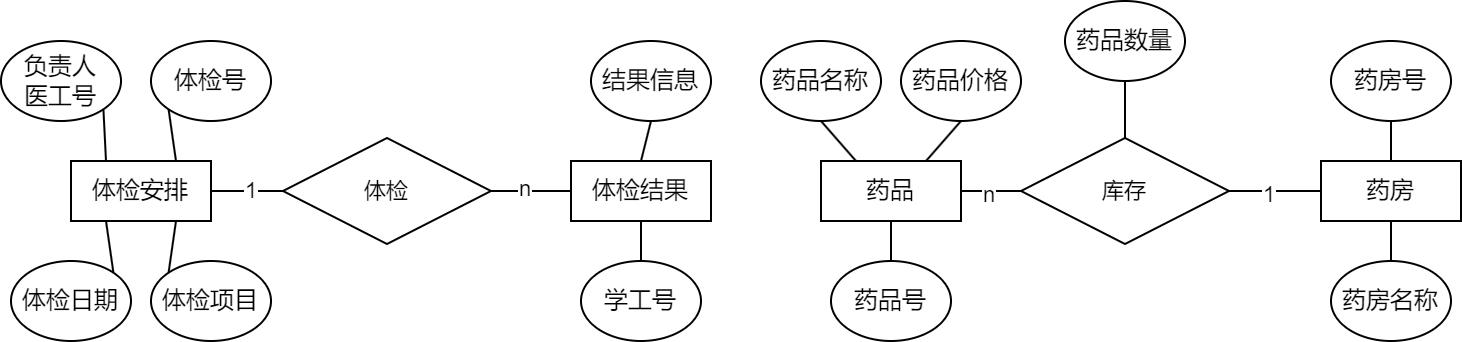 负责人
医工号
体检号
体检安排
1
体检
n
体检结果
结果信息
学工号
体检日期
体检项目
药品名称
药品价格
药品
药品号
n
库存
药品数量
1
药房
药房号
药房名称